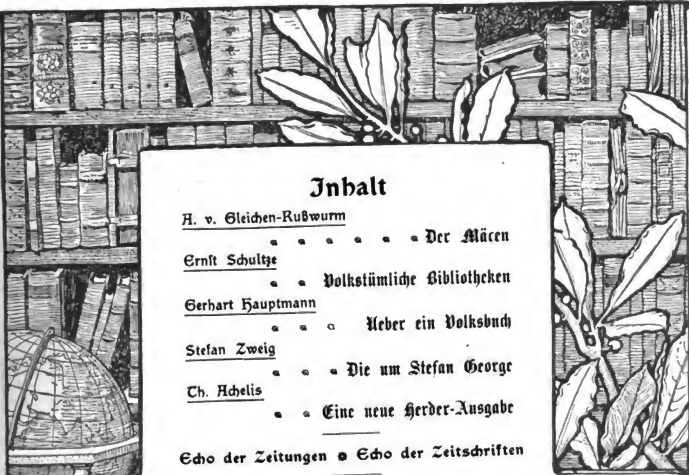 Inhalt
A. v. Gleichen-Rußwurm
Der Mäcen
Ernst Schultze
Volkstümliche Bibliotheken
Gerhart Hauptmann
Ueber ein Volksbuch
Stefan Zweig
Die um Stefan George
Th. Achelis
Eine neue Herder-Ausgabe
Echo der Zeitungen Echo der Zeitschriften